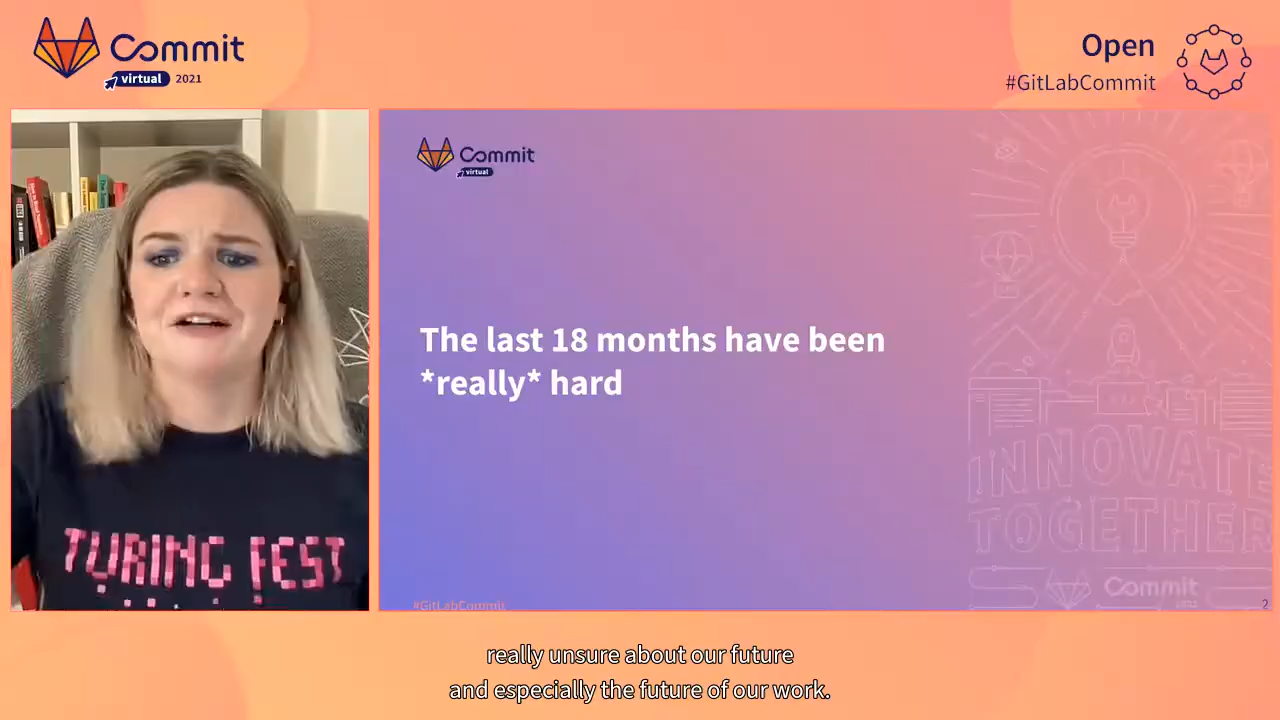 Commit
virtual 2021
Open
#GitLabCommit
Commit
virtual
The last 18 months have been
*really* hard
INNOVATE
TOGETHER
Commit
#GitLabCommit
2
TURING FEST
really unsure about our future
and especially the future of our work.